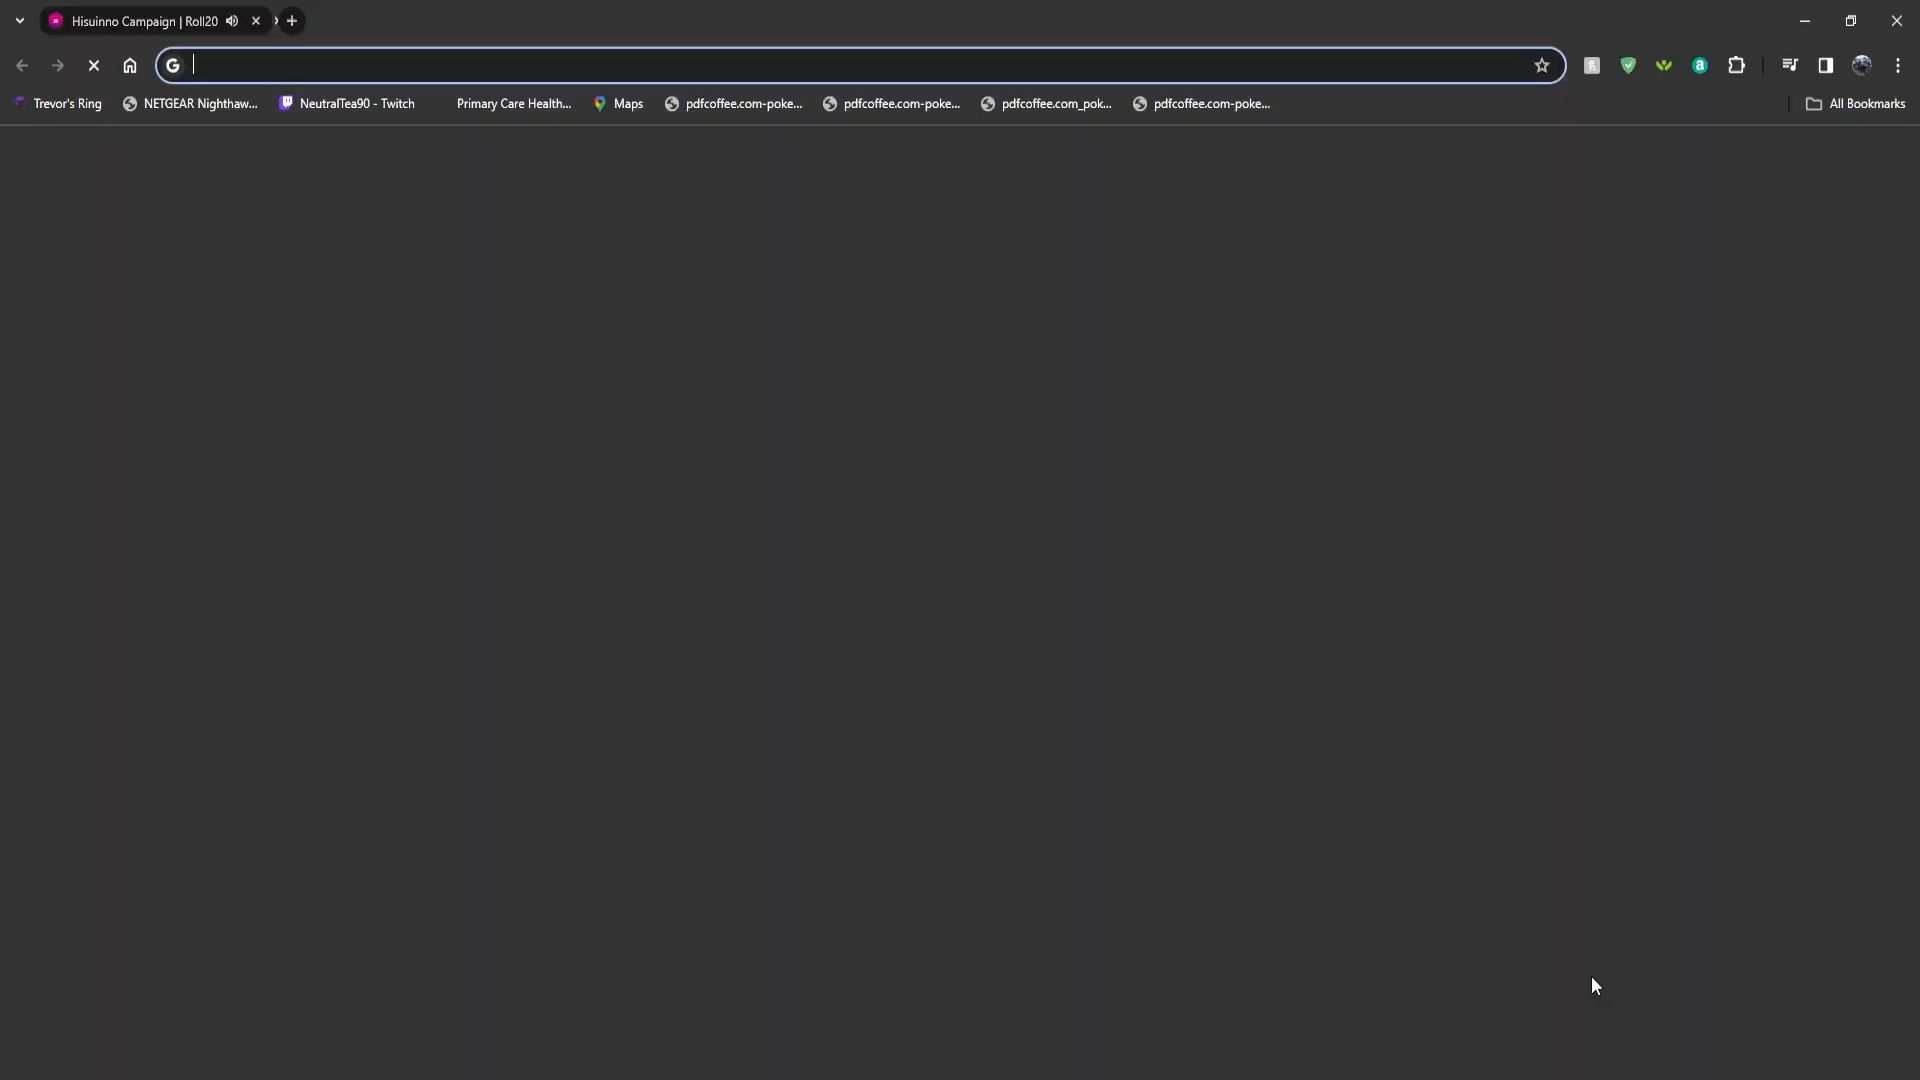 Hisuinno Campaign | Roll20
Trevor's Ring
NETGEAR Nighthaw...
NeutralTea90 - Twitch
Primary Care Health...
Maps
pdfcoffee.com-poke...
pdfcoffee.com-poke...
pdfcoffee.com_pok...
pdfcoffee.com-poke...
All Bookmarks